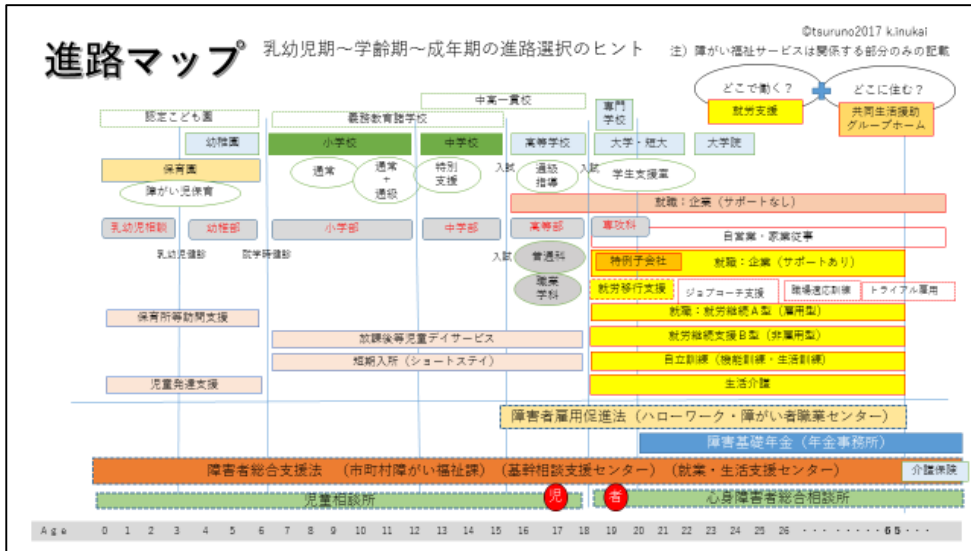 ©tsuruno2017 k.inukai
進路マップ 乳幼児期～学齢期～成年期の進路選択のヒント
注）障がい福祉サービスは関係する部分のみの記載
どこで働く？
就労支援
どこに住む？
共同生活援助
グループホーム
中高一貫校
専門
学校
認定こども園
義務教育諸学校
幼稚園
小学校
中学校
高等学校
大学・短大
大学院
保育園
障がい児保育
通常
通常
+
通級
特別
支援
入試
通級
指導
入試
学生支援室
就職：企業（サポートなし）
乳幼児相談
幼稚部
小学部
中学部
高等部
専攻科
自営業・家業従事
乳幼児健診
就学時健診
入試
普通科
特例子会社
就職：企業（サポートあり）
職業
学科
就労移行支援
ジョブコーチ支援
職場適応訓練
トライアル雇用
保育所等訪問支援
就職：就労継続A型（雇用型）
放課後等児童デイサービス
就労継続支援B型（非雇用型）
短期入所（ショートステイ）
自立訓練（機能訓練・生活訓練）
児童発達支援
生活介護
障害者雇用促進法（ハローワーク・障がい者職業センター）
障害基礎年金（年金事務所）
障害者総合支援法 （市町村障がい福祉課）（基幹相談支援センター）（就業・生活支援センター）
介護保険
児童相談所
児
者
心身障害者総合相談所
Age 0 1 2 3 4 5 6 7 8 9 10 11 12 13 14 15 16 17 18 19 20 21 22 23 24 25 26 ・・・・・・・・65・・・